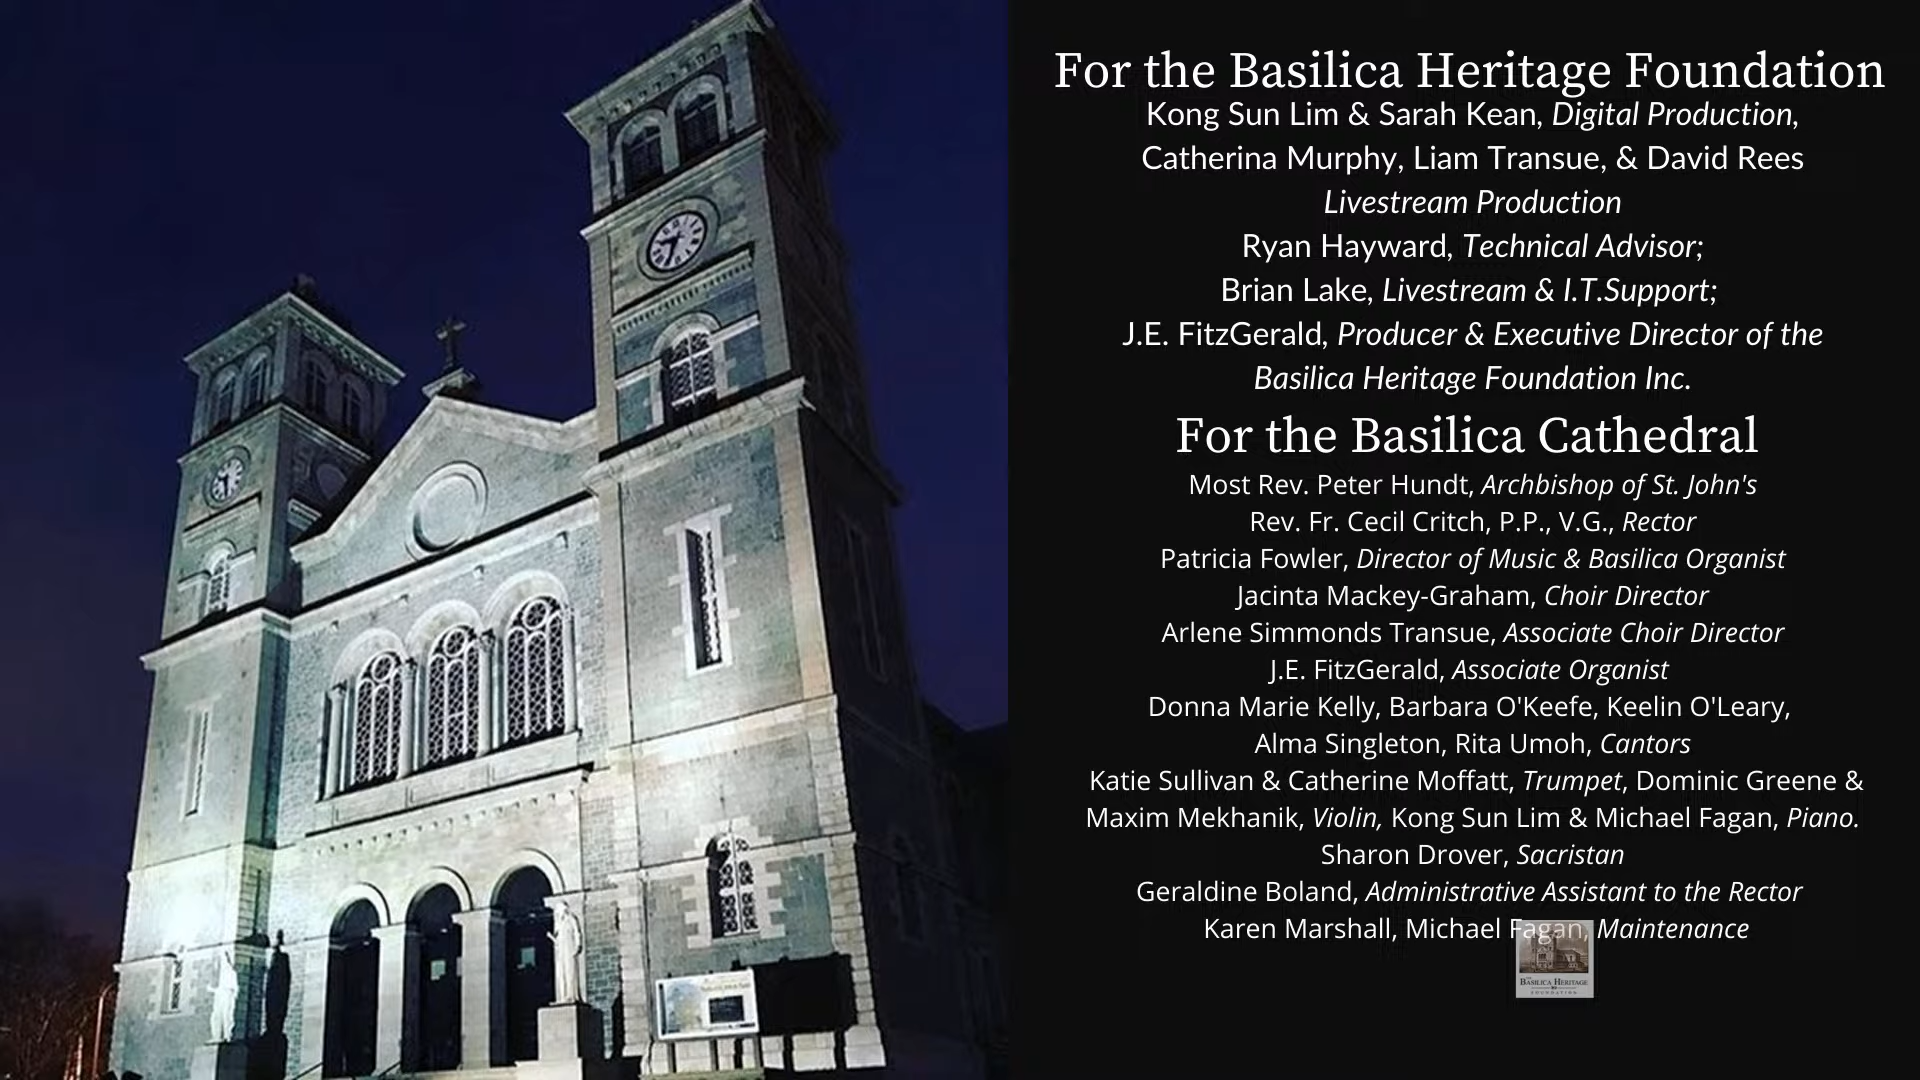 For the Basilica Heritage Foundation
Kong Sun Lim & Sarah Kean, Digital Production,
Catherina Murphy, Liam Transue, & David Rees
Livestream Production
Ryan Hayward, Technical Advisor;
Brian Lake, Livestream & I.T.Support;
J.E. FitzGerald, Producer & Executive Director of the
Basilica Heritage Foundation Inc.
For the Basilica Cathedral
Most Rev. Peter Hundt, Archbishop of St. John's
Rev. Fr. Cecil Critch, P.P., V.G., Rector
Patricia Fowler, Director of Music & Basilica Organist
Jacinta Mackey-Graham, Choir Director
Arlene Simmonds Transue, Associate Choir Director
J.E. FitzGerald, Associate Organist
Donna Marie Kelly, Barbara O'Keefe, Keelin O'Leary,
Alma Singleton, Rita Umoh, Cantors
Katie Sullivan & Catherine Moffatt, Trumpet, Dominic Greene &
Maxim Mekhanik, Violin, Kong Sun Lim & Michael Fagan, Piano.
Sharon Drover, Sacristan
Geraldine Boland, Administrative Assistant to the Rector
Karen Marshall, Michael Fagan, Maintenance
BASILICA HERITAGE
FOUNDATION